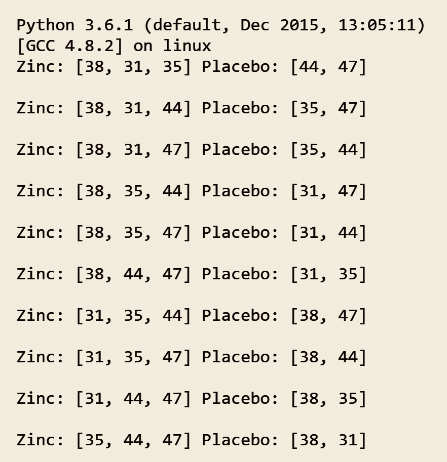 Python 3.6.1 (default, Dec 2015, 13:05:11)
[GCC 4.8.2] on linux
Zinc: [38, 31, 35] Placebo: [44, 47]
Zinc: [38, 31, 44] Placebo: [35, 47]
Zinc: [38, 31, 47] Placebo: [35, 44]
Zinc: [38, 35, 44] Placebo: [31, 47]
Zinc: [38, 35, 47] Placebo: [31, 44]
Zinc: [38, 44, 47] Placebo: [31, 35]
Zinc: [31, 35, 44] Placebo: [38, 47]
Zinc: [31, 35, 47] Placebo: [38, 44]
Zinc: [31, 44, 47] Placebo: [38, 35]
Zinc: [35, 44, 47] Placebo: [38, 31]